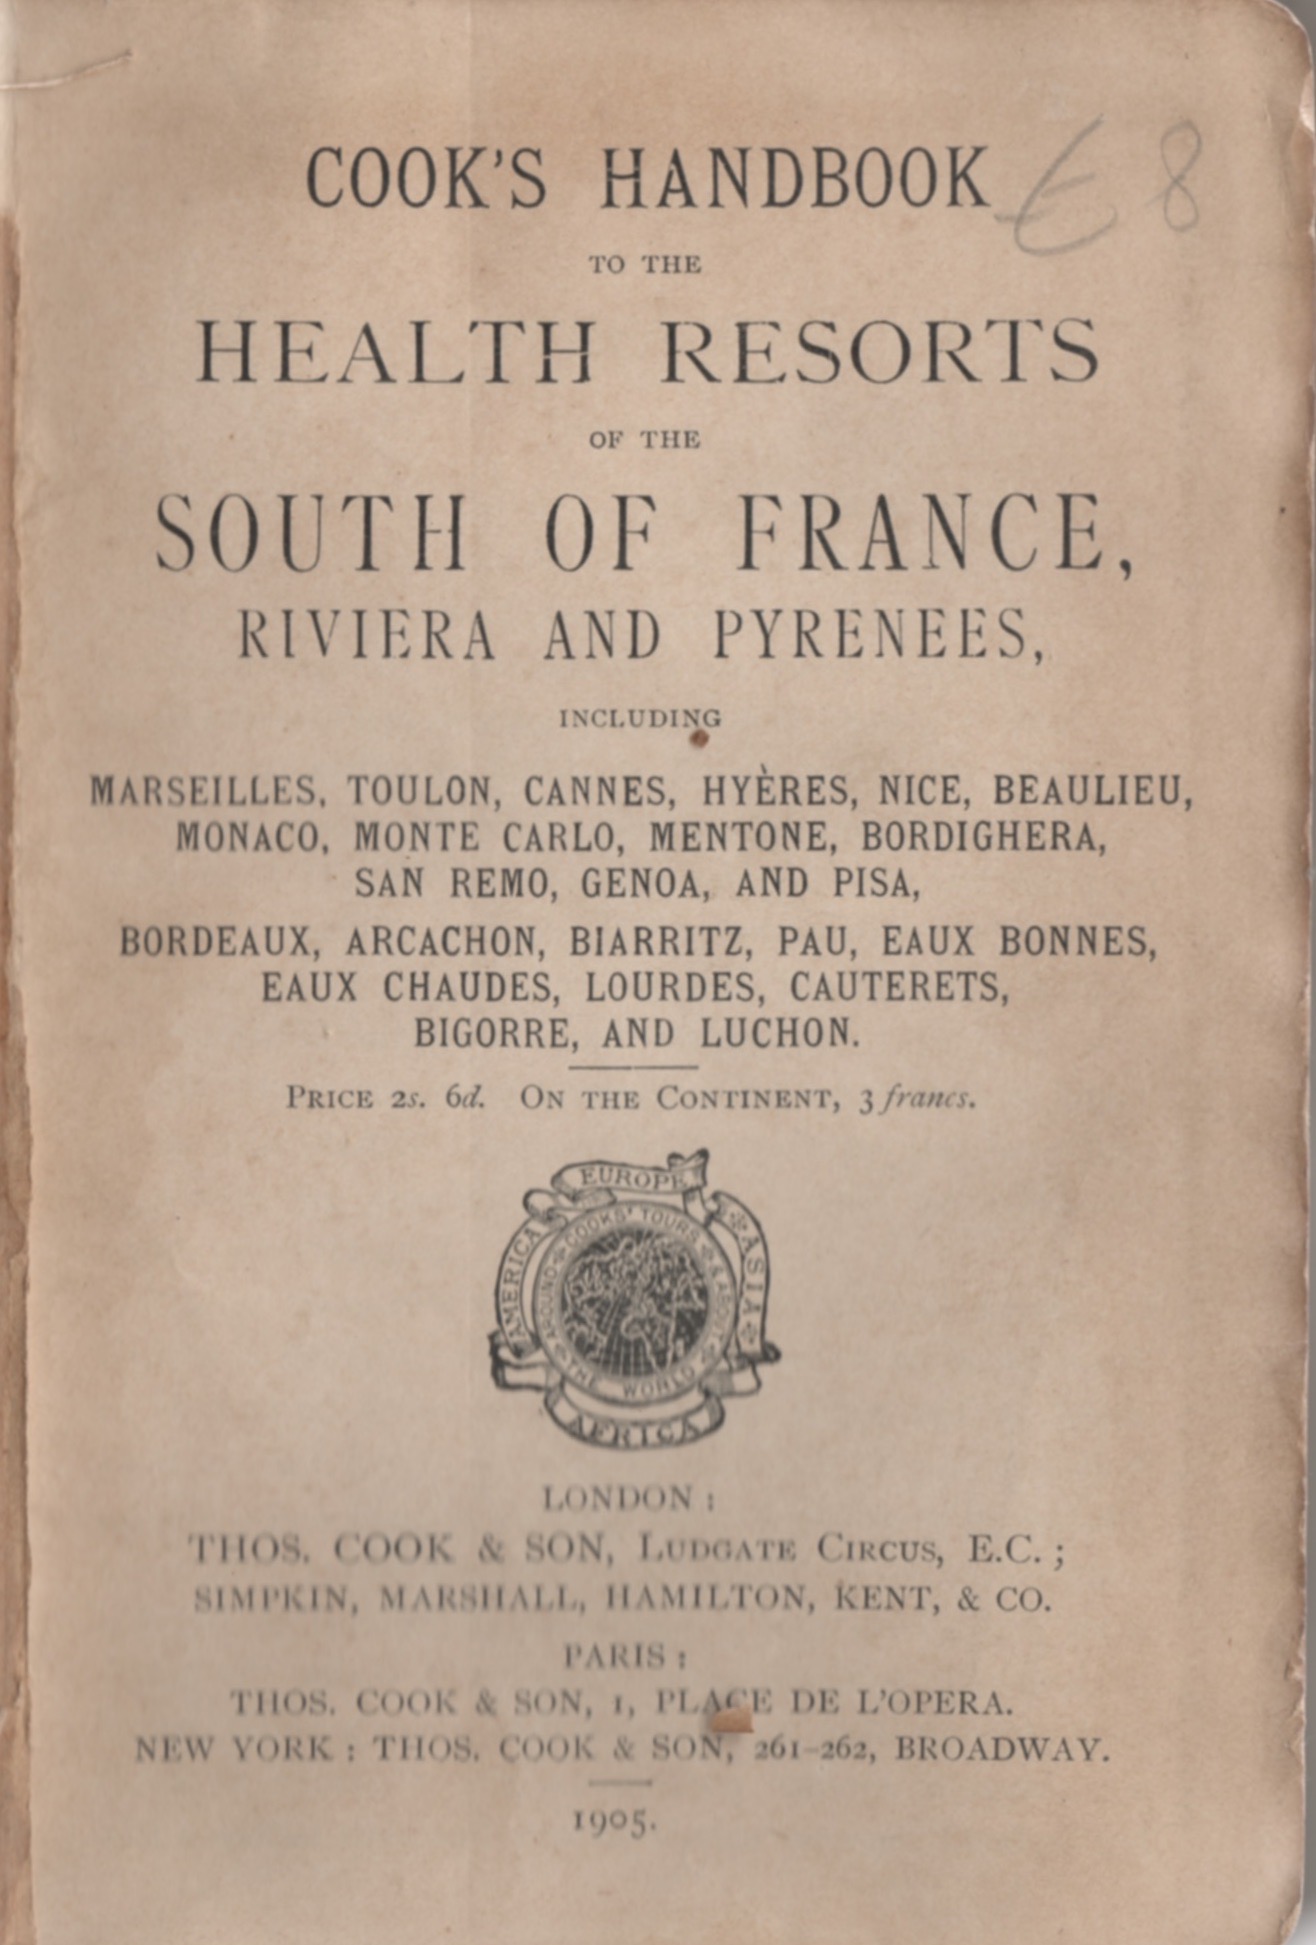 COOK'S HANDBOOK
£8
TO THE
HEALTH RESORTS
OF THE
SOUTH OF FRANCE,
RIVIERA AND PYRENEES,
INCLUDING
MARSEILLES, TOULON, CANNES, HYÈRES, NICE, BEAULIEU,
MONACO, MONTE CARLO, MENTONE, BORDIGHERA,
SAN REMO, GENOA, AND PISA,
BORDEAUX, ARCACHON, BIARRITZ, PAU, EAUX BONNES,
EAUX CHAUDES, LOURDES, CAUTERETS,
BIGORRE, AND LUCHON.
PRICE 2s. 6d. ON THE CONTINENT, 3 francs.
EUROPE
AMERICA
ASIA
COOKS' TOURS
& ABOUT
THE WORLD
AROUND
AFRICA
LONDON:
THOS. COOK & SON, LUDGATE CIRCUS, E.C.;
SIMPKIN, MARSHALL, HAMILTON, KENT, & CO.
PARIS:
THOS. COOK & SON, 1, PLACE DE L'OPERA.
NEW YORK: THOS. COOK & SON, 261-262, BROADWAY.
1905.